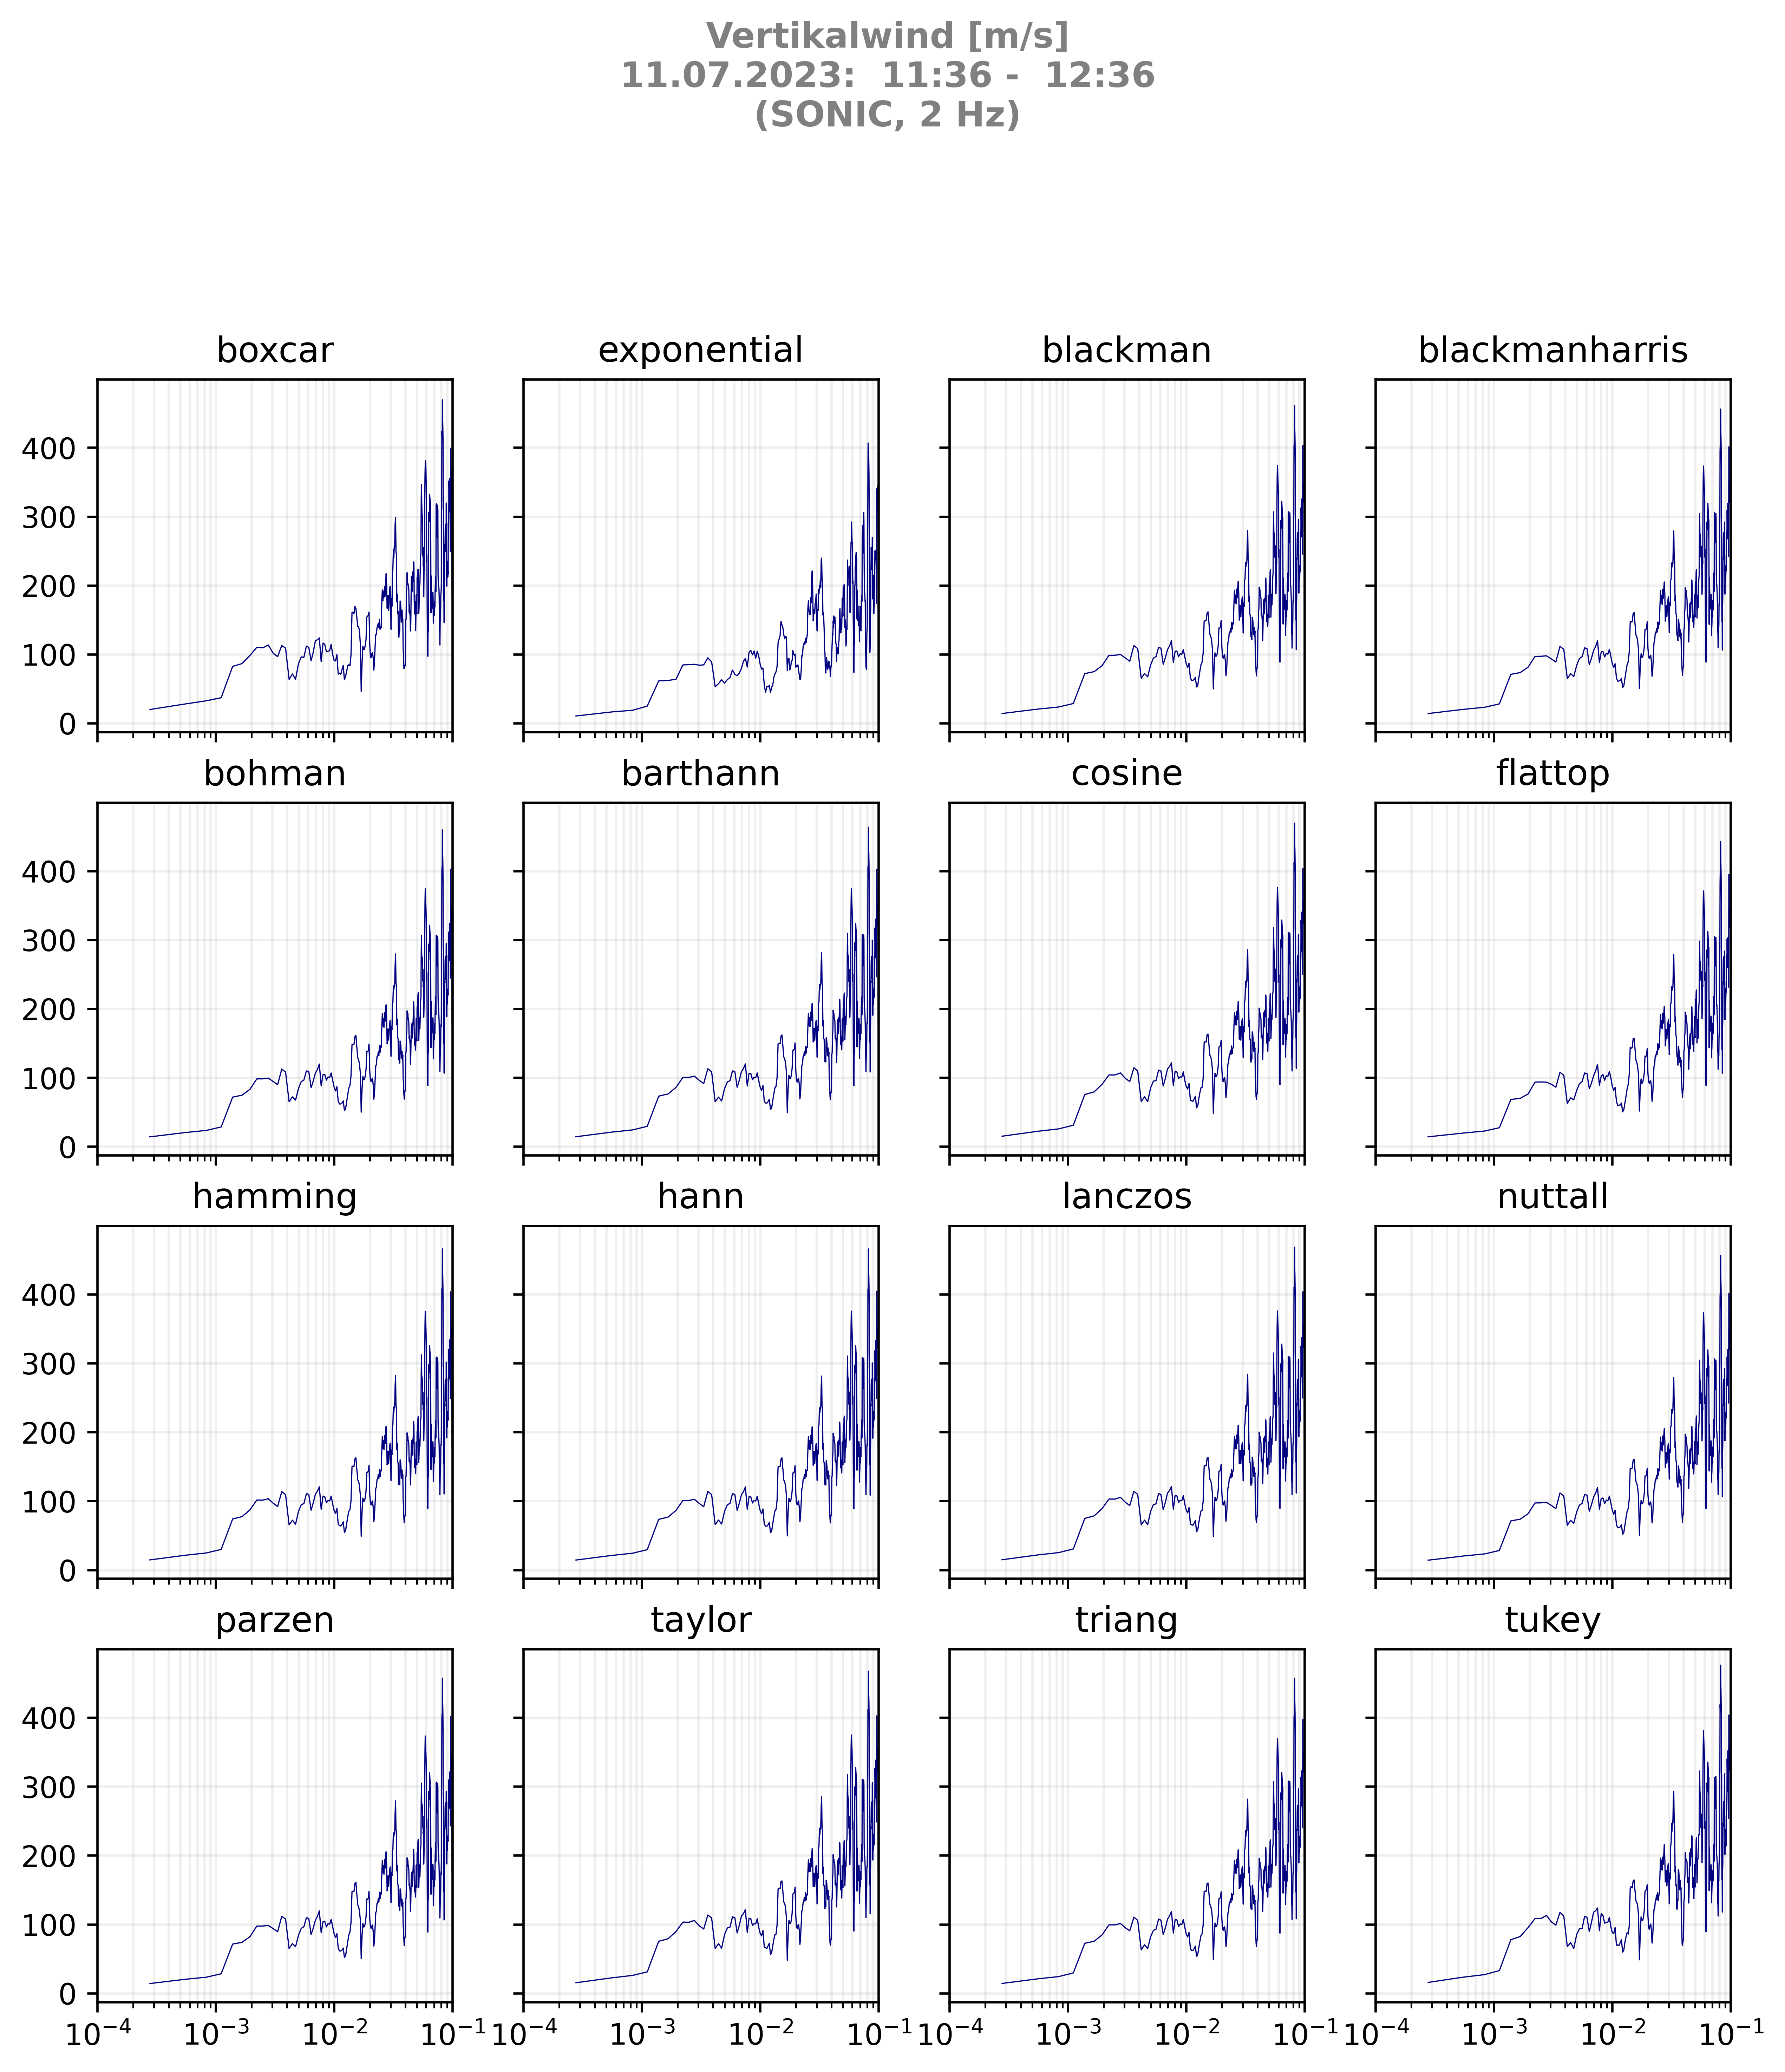 Vertikalwind [m/s]
11.07.2023:  11:36 -  12:36
(SONIC, 2 Hz)
boxcar exponential blackman blackmanharris
400
300
200
100
0
bohman barthann cosine flattop
400
300
200
100
0
hamming hann lanczos nuttall
400
300
200
100
0
parzen taylor triang tukey
400
300
200
100
0
10⁻⁴ 10⁻³ 10⁻² 10⁻¹ 10⁻⁴ 10⁻³ 10⁻² 10⁻¹ 10⁻⁴ 10⁻³ 10⁻² 10⁻¹ 10⁻⁴ 10⁻³ 10⁻² 10⁻¹